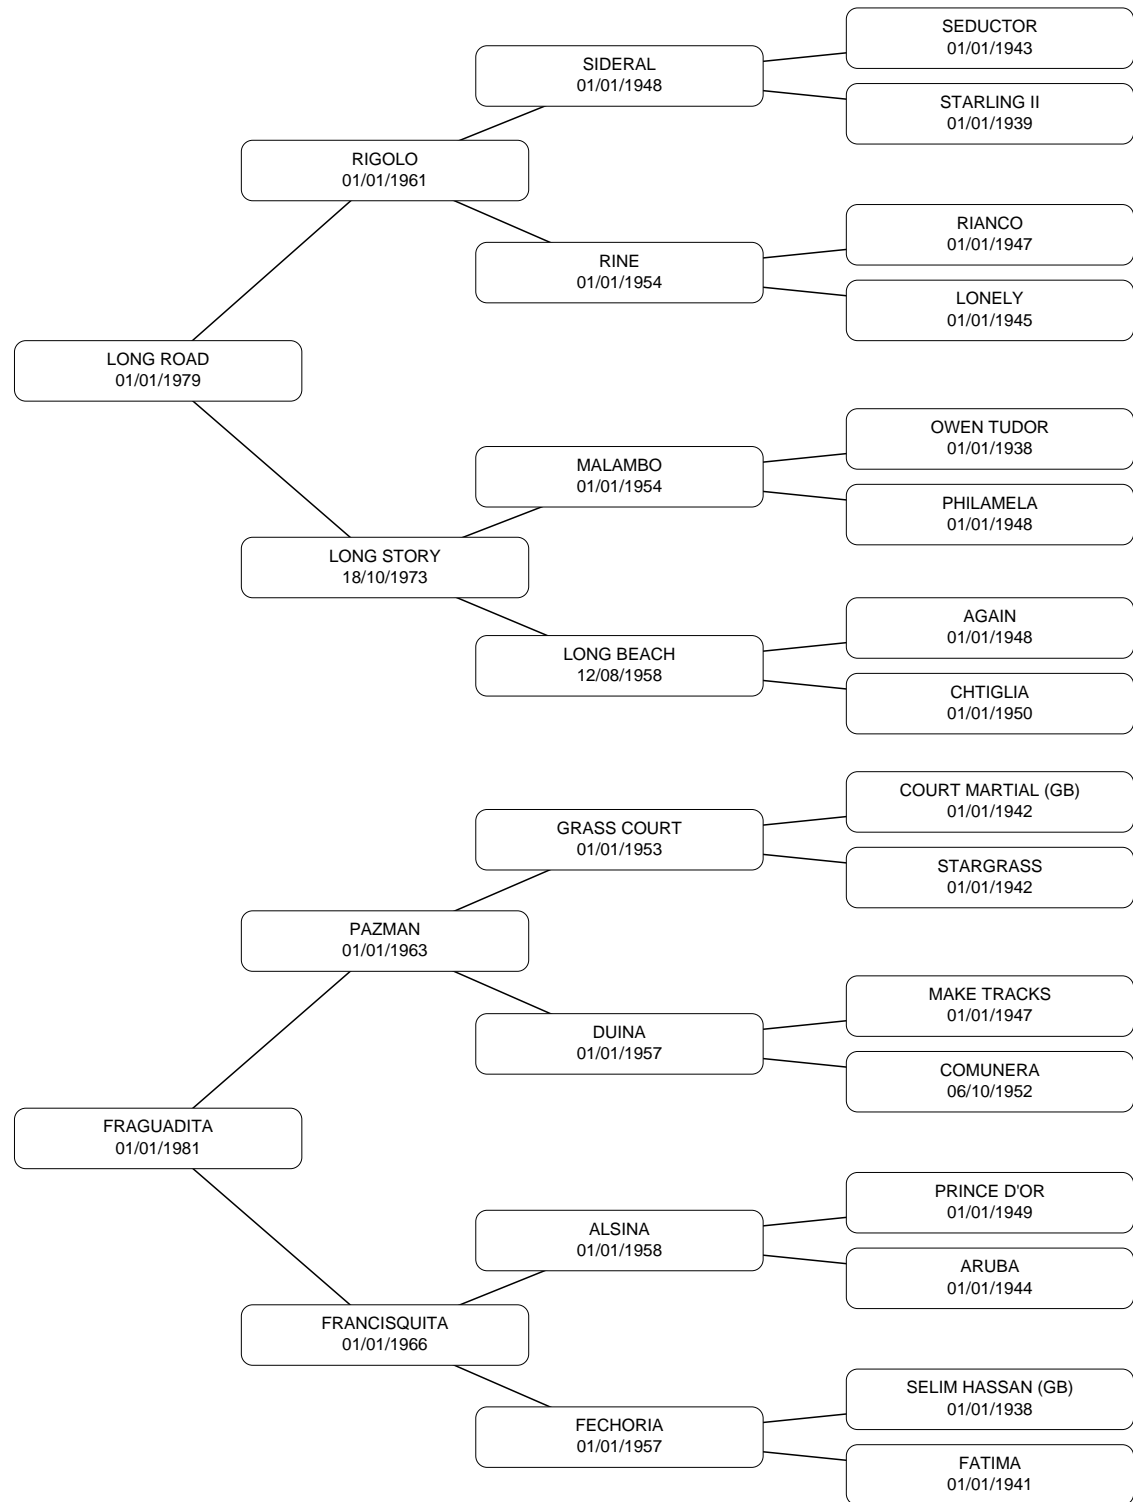 SEDUCTOR
01/01/1943
SIDERAL
01/01/1948
STARLING II
01/01/1939
RIGOLO
01/01/1961
RIANCO
01/01/1947
RINE
01/01/1954
LONELY
01/01/1945
LONG ROAD
01/01/1979
OWEN TUDOR
01/01/1938
MALAMBO
01/01/1954
PHILAMELA
01/01/1948
LONG STORY
18/10/1973
AGAIN
01/01/1948
LONG BEACH
12/08/1958
CHTIGLIA
01/01/1950
COURT MARTIAL (GB)
01/01/1942
GRASS COURT
01/01/1953
STARGRASS
01/01/1942
PAZMAN
01/01/1963
MAKE TRACKS
01/01/1947
DUINA
01/01/1957
COMUNERA
06/10/1952
FRAGUADITA
01/01/1981
PRINCE D'OR
01/01/1949
ALSINA
01/01/1958
ARUBA
01/01/1944
FRANCISQUITA
01/01/1966
SELIM HASSAN (GB)
01/01/1938
FECHORIA
01/01/1957
FATIMA
01/01/1941